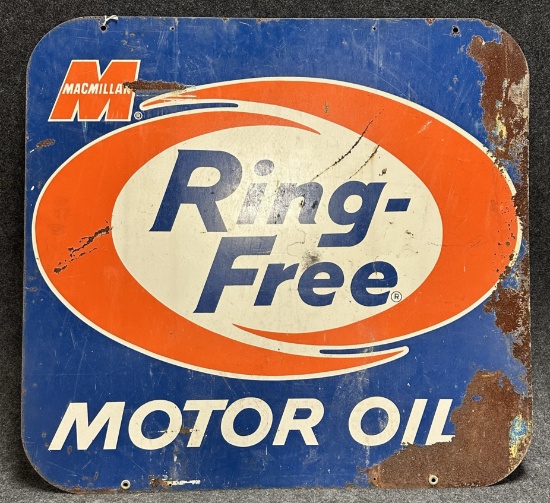 MACMILLAN
M®
Ring-
Free®
MOTOR OIL